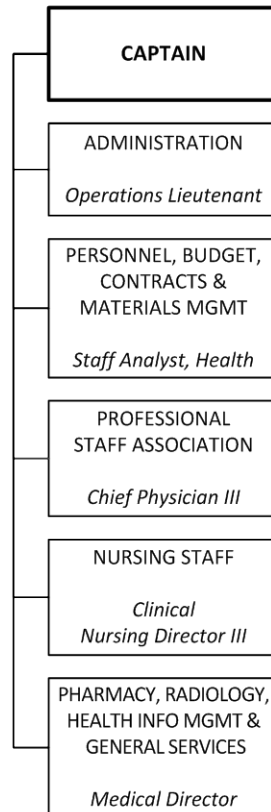 CAPTAIN
ADMINISTRATION
Operations Lieutenant
PERSONNEL, BUDGET,
CONTRACTS &
MATERIALS MGMT
Staff Analyst, Health
PROFESSIONAL
STAFF ASSOCIATION
Chief Physician III
NURSING STAFF
Clinical
Nursing Director III
PHARMACY, RADIOLOGY,
HEALTH INFO MGMT &
GENERAL SERVICES
Medical Director